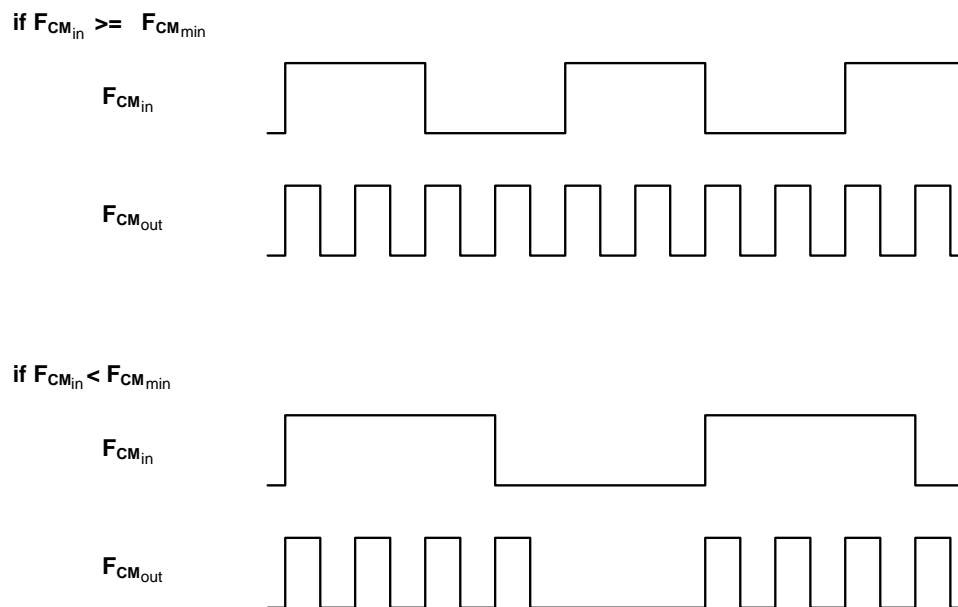 if FCMin >= FCMmin
FCMin
FCMout
if FCMin < FCMmin
FCMin
FCMout